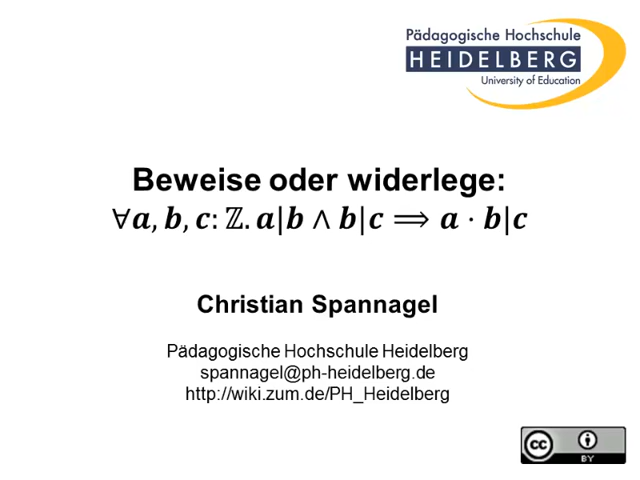 Pädagogische Hochschule
HEIDELBERG
University of Education
Beweise oder widerlege:
∀a, b, c: ℤ. a|b ∧ b|c ⟹ a · b|c
Christian Spannagel
Pädagogische Hochschule Heidelberg
spannagel@ph-heidelberg.de
http://wiki.zum.de/PH_Heidelberg
cc
BY